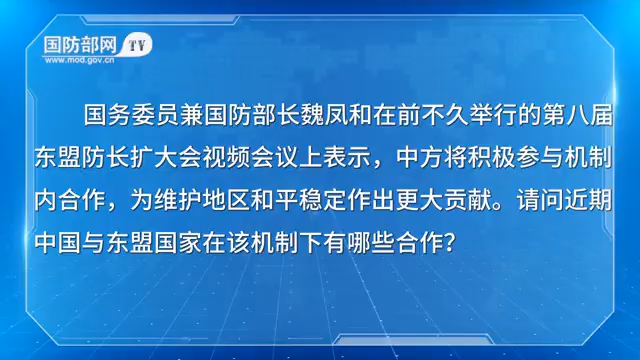 国防部网 TV
www.mod.gov.cn
国务委员兼国防部长魏凤和在前不久举行的第八届
东盟防长扩大会视频会议上表示，中方将积极参与机制
内合作，为维护地区和平稳定作出更大贡献。请问近期
中国与东盟国家在该机制下有哪些合作？